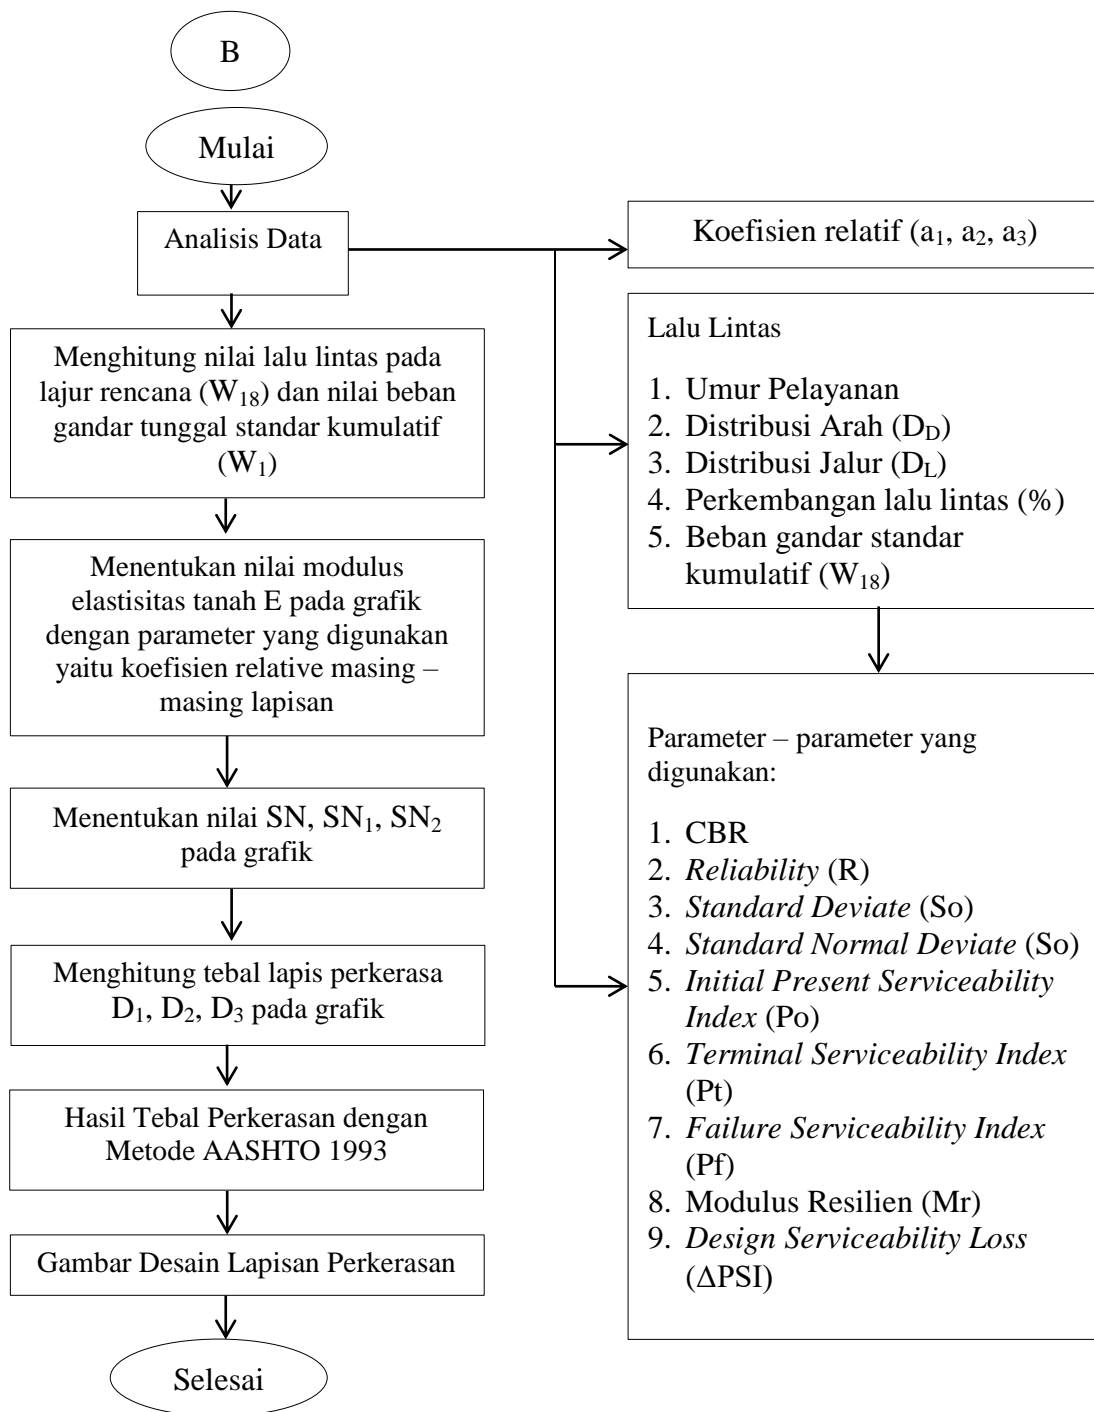 B
Mulai
Analisis Data
Menghitung nilai lalu lintas pada
lajur rencana (W₁₈) dan nilai beban
gandar tunggal standar kumulatif
(W₁)
Menentukan nilai modulus
elastisitas tanah E pada grafik
dengan parameter yang digunakan
yaitu koefisien relative masing –
masing lapisan
Menentukan nilai SN, SN₁, SN₂
pada grafik
Menghitung tebal lapis perkerasa
D₁, D₂, D₃ pada grafik
Hasil Tebal Perkerasan dengan
Metode AASHTO 1993
Gambar Desain Lapisan Perkerasan
Selesai
Koefisien relatif (a₁, a₂, a₃)
Lalu Lintas
1. Umur Pelayanan
2. Distribusi Arah (D_D)
3. Distribusi Jalur (D_L)
4. Perkembangan lalu lintas (%)
5. Beban gandar standar
kumulatif (W₁₈)
Parameter – parameter yang
digunakan:
1. CBR
2. Reliability (R)
3. Standard Deviate (So)
4. Standard Normal Deviate (So)
5. Initial Present Serviceability
Index (Po)
6. Terminal Serviceability Index
(Pt)
7. Failure Serviceability Index
(Pf)
8. Modulus Resilien (Mr)
9. Design Serviceability Loss
(ΔPSI)